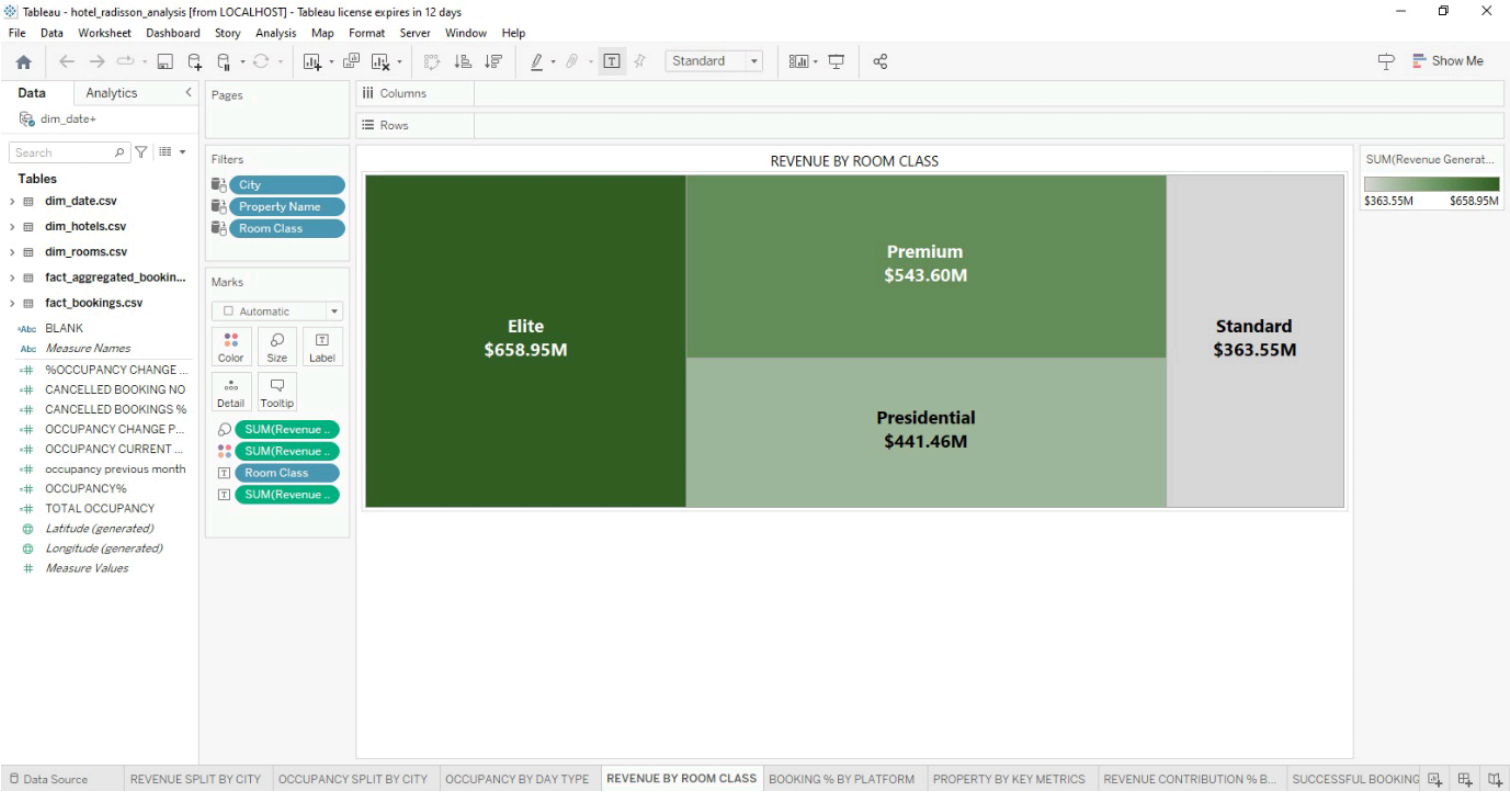 Tableau - hotel_radisson_analysis [from LOCALHOST] - Tableau license expires in 12 days
File Data Worksheet Dashboard Story Analysis Map Format Server Window Help
Standard
Show Me
Data Analytics
dim_date+
Search
Tables
dim_date.csv
dim_hotels.csv
dim_rooms.csv
fact_aggregated_bookin...
fact_bookings.csv
Abc BLANK
Abc Measure Names
# %OCCUPANCY CHANGE ...
# CANCELLED BOOKING NO
# CANCELLED BOOKINGS %
# OCCUPANCY CHANGE P...
# OCCUPANCY CURRENT ...
# occupancy previous month
# OCCUPANCY%
# TOTAL OCCUPANCY
Latitude (generated)
Longitude (generated)
# Measure Values
Pages
Filters
City
Property Name
Room Class
Marks
Automatic
Color Size Label
Detail Tooltip
SUM(Revenue ..
SUM(Revenue ..
Room Class
SUM(Revenue ..
Columns
Rows
REVENUE BY ROOM CLASS
Elite
$658.95M
Premium
$543.60M
Presidential
$441.46M
Standard
$363.55M
SUM(Revenue Generat...
$363.55M $658.95M
Data Source REVENUE SPLIT BY CITY OCCUPANCY SPLIT BY CITY OCCUPANCY BY DAY TYPE REVENUE BY ROOM CLASS BOOKING % BY PLATFORM PROPERTY BY KEY METRICS REVENUE CONTRIBUTION % B... SUCCESSFUL BOOKING